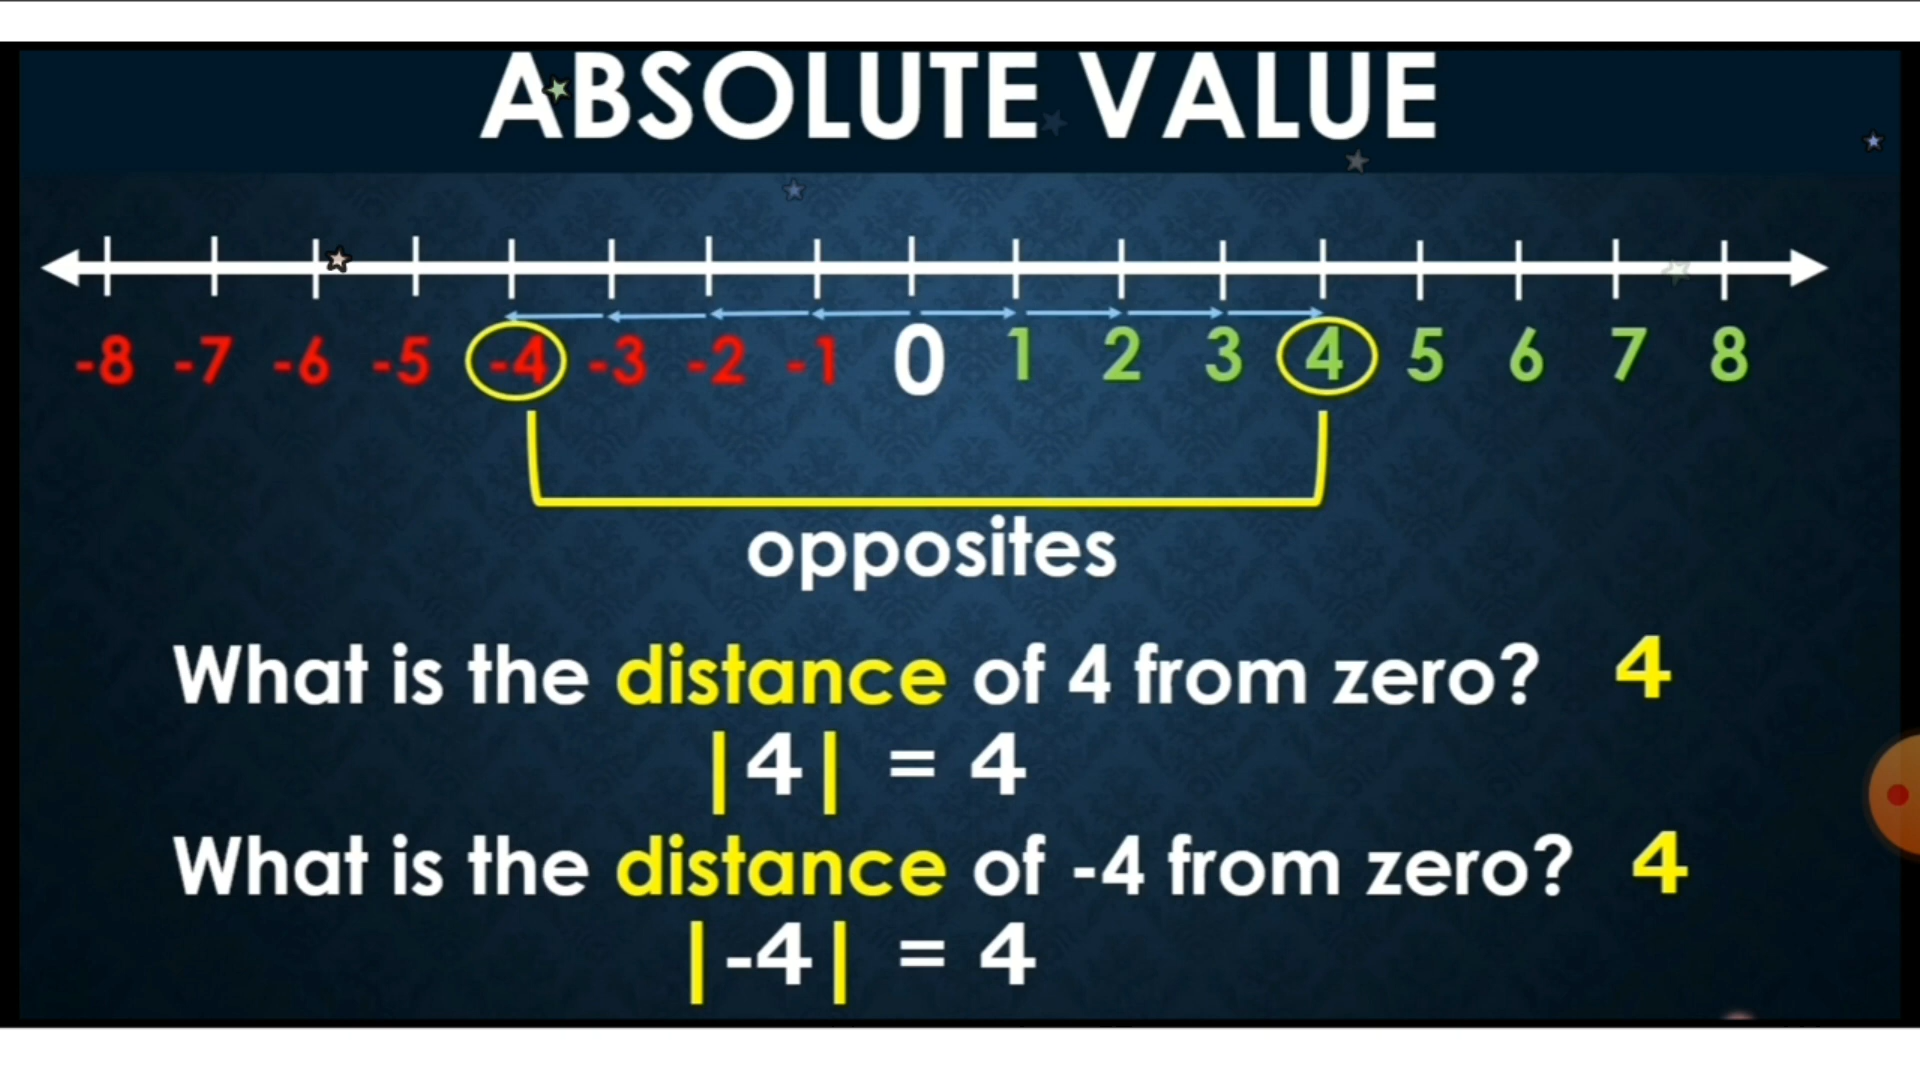 ABSOLUTE VALUE
-8 -7 -6 -5 -4 -3 -2 -1 0 1 2 3 4 5 6 7 8
opposites
What is the distance of 4 from zero? 4
|4| = 4
What is the distance of -4 from zero? 4
|-4| = 4